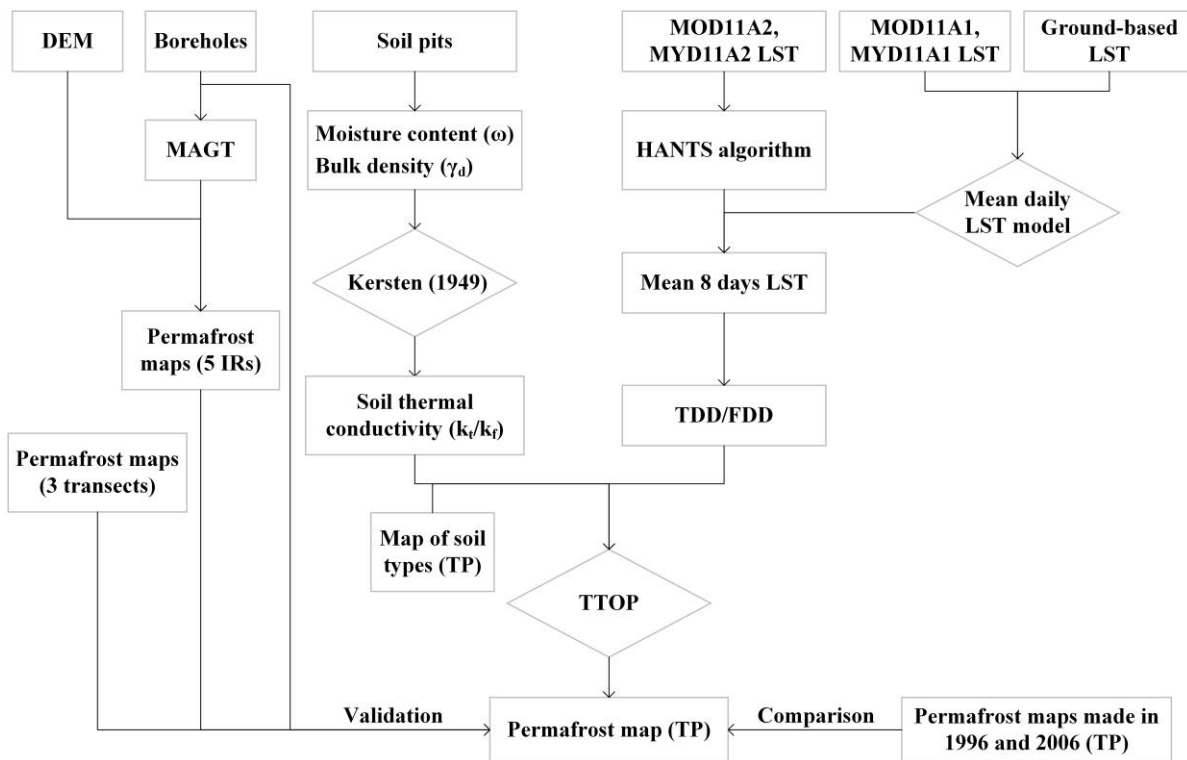 DEM
Boreholes
Soil pits
MOD11A2,
MYD11A2 LST
MOD11A1,
MYD11A1 LST
Ground-based
LST
MAGT
Moisture content (ω)
Bulk density (γd)
HANTS algorithm
Mean daily
LST model
Kersten (1949)
Mean 8 days LST
Permafrost
maps (5 IRs)
Soil thermal
conductivity (kt/kf)
TDD/FDD
Permafrost maps
(3 transects)
Map of soil
types (TP)
TTOP
Validation
Permafrost map (TP)
Comparison
Permafrost maps made in
1996 and 2006 (TP)